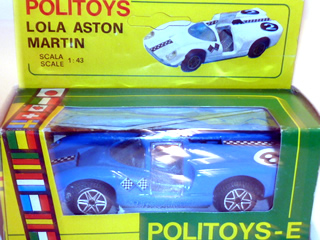 POLITOYS
LOLA ASTON
MARTIN
SCALA
SCALE 1:43
POLITOYS-E